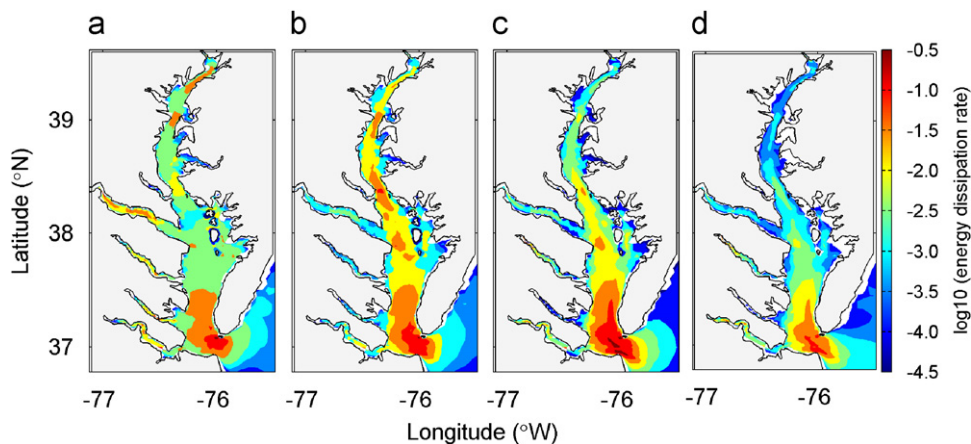 a b c d
39
38
37
Latitude (°N)
-77 -76 -77 -76 -77 -76 -77 -76
Longitude (°W)
-0.5
-1.0
-1.5
-2.0
-2.5
-3.0
-3.5
-4.0
-4.5
log10 (energy dissipation rate)